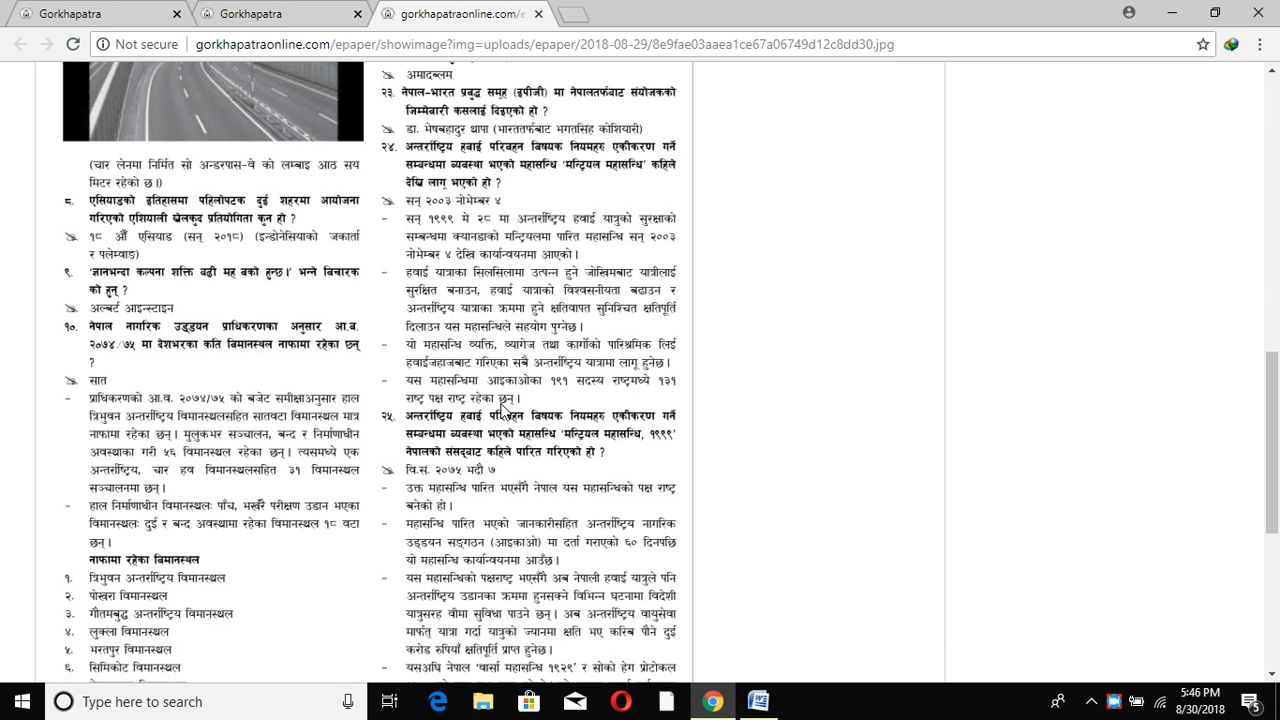 Gorkhapatra
Gorkhapatra
gorkhapatraonline.com/e
Not secure
gorkhapatraonline.com/epaper/showimage?img=uploads/epaper/2018-08-29/8e9fae03aaea1ce67a06749d12c8dd30.jpg
(चार लेनमा निर्मित सो अन्डरपास–वे को लम्बाइ आठ सय
मिटर रहेको छ।)
८. एसियाडको इतिहासमा पहिलोपटक दुई शहरमा आयोजना
गरिएको एशियाली खेलकुद प्रतियोगिता कुन हो ?
१८ औँ एसियाड (सन् २०१८) (इन्डोनेसियाको जकार्ता
र पलेम्वाङ)
९. 'ज्ञानभन्दा कल्पना शक्ति बढी मह वको हुन्छ।' भन्ने विचारक
को हुन् ?
अल्बर्ट आइन्स्टाइन
१०. नेपाल नागरिक उड्डयन प्राधिकरणका अनुसार आ.व.
२०७४/७५ मा देशभरका कति विमानस्थल नाफामा रहेका छन्
?
सात
– प्राधिकरणको आ.व. २०७४/७५ को बजेट समीक्षाअनुसार हाल
त्रिभुवन अन्तर्राष्ट्रिय विमानस्थलसहित सातवटा विमानस्थल मात्र
नाफामा रहेका छन्। मुलुकभर सञ्चालन, बन्द र निर्माणाधीन
अवस्थाका गरी ५६ विमानस्थल रहेका छन्। त्यसमध्ये एक
अन्तर्राष्ट्रिय, चार हव विमानस्थलसहित ३१ विमानस्थल
सञ्चालनमा छन्।
– हाल निर्माणाधीन विमानस्थलः पाँच, भर्खरै परीक्षण उडान भएका
विमानस्थलः दुई र बन्द अवस्थामा रहेका विमानस्थल १८ वटा
छन्।
नाफामा रहेका विमानस्थल
१. त्रिभुवन अन्तर्राष्ट्रिय विमानस्थल
२. पोखरा विमानस्थल
३. गौतमबुद्ध अन्तर्राष्ट्रिय विमानस्थल
४. लुक्ला विमानस्थल
५. भरतपुर विमानस्थल
६. सिमिकोट विमानस्थल
अमादब्लम
२३. नेपाल–भारत प्रबुद्ध समूह (इपीजी) मा नेपालतर्फबाट संयोजकको
जिम्मेवारी कसलाई दिइएको हो ?
डा. भेषबहादुर थापा (भारततर्फबाट भगतसिंह कोशियारी)
२४. अन्तर्राष्ट्रिय हवाई परिवहन विषयक नियमहरु एकीकरण गर्ने
सम्बन्धमा व्यवस्था भएको महासन्धि 'मन्ट्रियल महासन्धि' कहिले
देखि लागू भएको हो ?
सन् २००३ नोभेम्बर ४
– सन् १९९९ मे २८ मा अन्तर्राष्ट्रिय हवाई यात्रुको सुरक्षाको
सम्बन्धमा क्यानडाको मन्ट्रियलमा पारित महासन्धि सन् २००३
नोभेम्बर ४ देखि कार्यान्वयनमा आएको।
– हवाई यात्राका सिलसिलामा उत्पन्न हुने जोखिमबाट यात्रीलाई
सुरक्षित बनाउन, हवाई यात्राको विश्वसनीयता बढाउन र
अन्तर्राष्ट्रिय यात्राका क्रममा हुने क्षतिवापत सुनिश्चित क्षतिपूर्ति
दिलाउन यस महासन्धिले सहयोग पुग्नेछ।
– यो महासन्धि व्यक्ति, व्यागेज तथा कार्गोको पारिश्रमिक लिई
हवाईजहाजबाट गरिएका सबै अन्तर्राष्ट्रिय यात्रामा लागू हुनेछ।
– यस महासन्धिमा आइकाओका १९१ सदस्य राष्ट्रमध्ये १३१
राष्ट्र पक्ष राष्ट्र रहेका छन्।
२५. अन्तर्राष्ट्रिय हवाई परिवहन विषयक नियमहरु एकीकरण गर्ने
सम्बन्धमा व्यवस्था भएको महासन्धि 'मन्ट्रियल महासन्धि, १९९९'
नेपालको संसद्बाट कहिले पारित गरिएको हो ?
वि.सं. २०७५ भदौ ७
– उक्त महासन्धि पारित भएसँगै नेपाल यस महासन्धिको पक्ष राष्ट्र
बनेको हो।
– महासन्धि पारित भएको जानकारीसहित अन्तर्राष्ट्रिय नागरिक
उड्डयन सङ्गठन (आइकाओ) मा दर्ता गराएको ६० दिनपछि
यो महासन्धि कार्यान्वयनमा आउँछ।
– यस महासन्धिको पक्षराष्ट्र भएसँगै अब नेपाली हवाई यात्रुले पनि
अन्तर्राष्ट्रिय उडानका क्रममा हुनसक्ने विभिन्न घटनामा विदेशी
यात्रुसरह वीमा सुविधा पाउने छन्। अब अन्तर्राष्ट्रिय वायुसेवा
मार्फत् यात्रा गर्दा यात्रुको ज्यानमा क्षति भए करिब पौने दुई
करोड रुपियाँ क्षतिपूर्ति प्राप्त हुनेछ।
– यसअघि नेपाल 'वार्सा महासन्धि १९२९' र सोको हेग प्रोटोकल
Type here to search
5:46 PM
8/30/2018
5